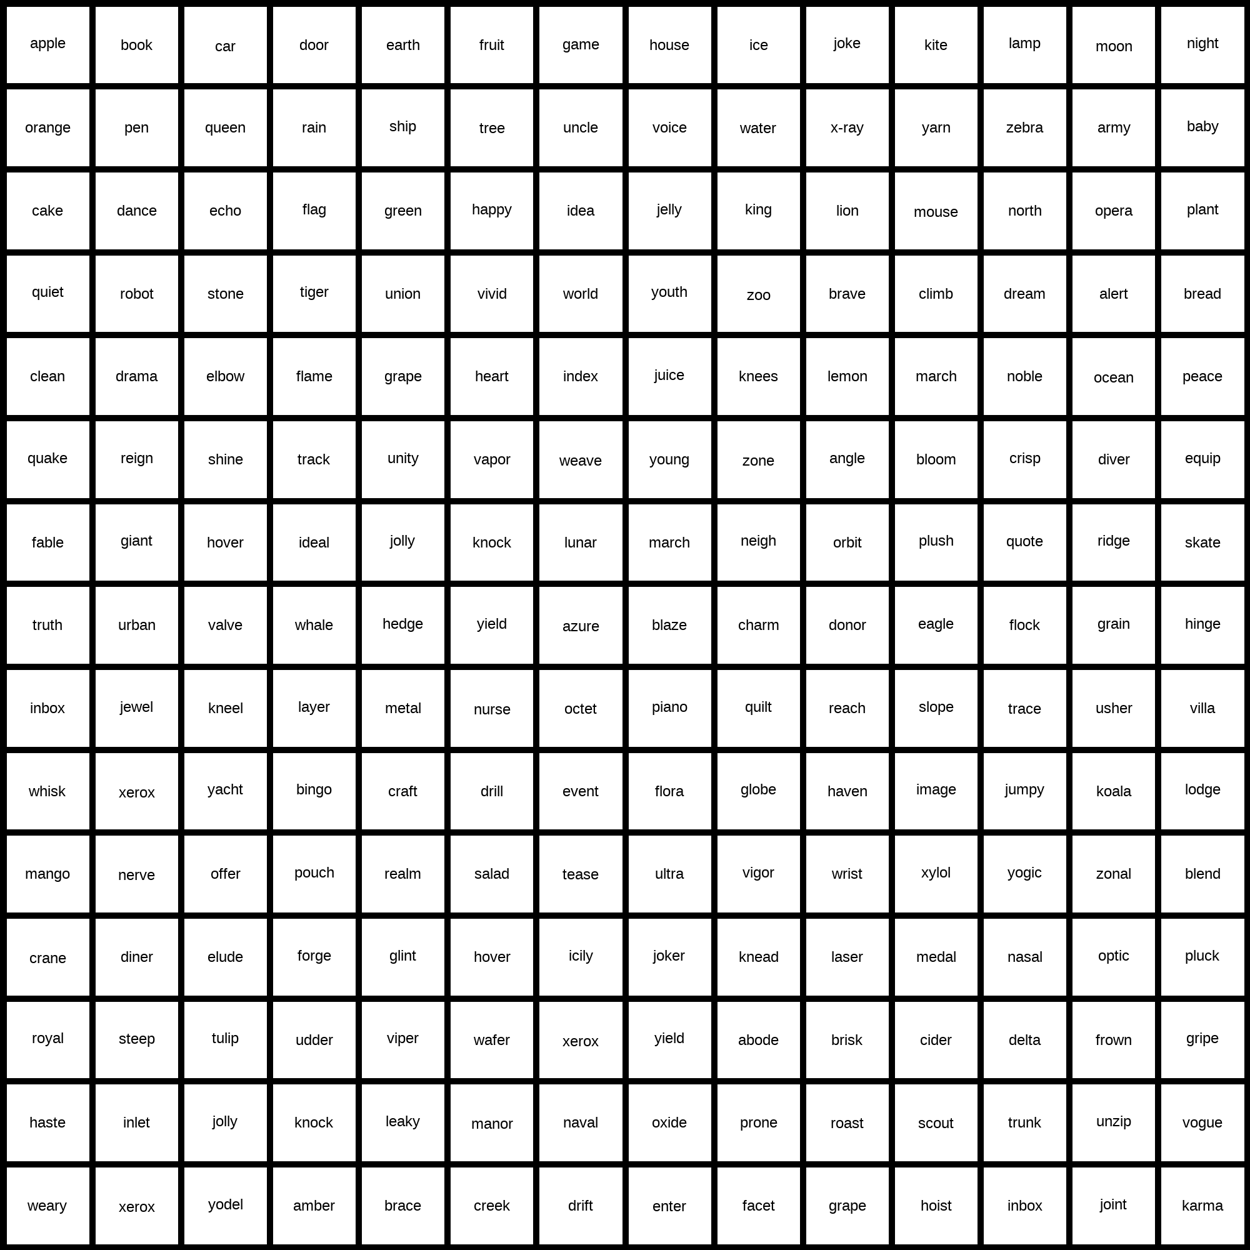 apple book car door earth fruit game house ice joke kite lamp moon night
orange pen queen rain ship tree uncle voice water x-ray yarn zebra army baby
cake dance echo flag green happy idea jelly king lion mouse north opera plant
quiet robot stone tiger union vivid world youth zoo brave climb dream alert bread
clean drama elbow flame grape heart index juice knees lemon march noble ocean peace
quake reign shine track unity vapor weave young zone angle bloom crisp diver equip
fable giant hover ideal jolly knock lunar march neigh orbit plush quote ridge skate
truth urban valve whale hedge yield azure blaze charm donor eagle flock grain hinge
inbox jewel kneel layer metal nurse octet piano quilt reach slope trace usher villa
whisk xerox yacht bingo craft drill event flora globe haven image jumpy koala lodge
mango nerve offer pouch realm salad tease ultra vigor wrist xylol yogic zonal blend
crane diner elude forge glint hover icily joker knead laser medal nasal optic pluck
royal steep tulip udder viper wafer xerox yield abode brisk cider delta frown gripe
haste inlet jolly knock leaky manor naval oxide prone roast scout trunk unzip vogue
weary xerox yodel amber brace creek drift enter facet grape hoist inbox joint karma